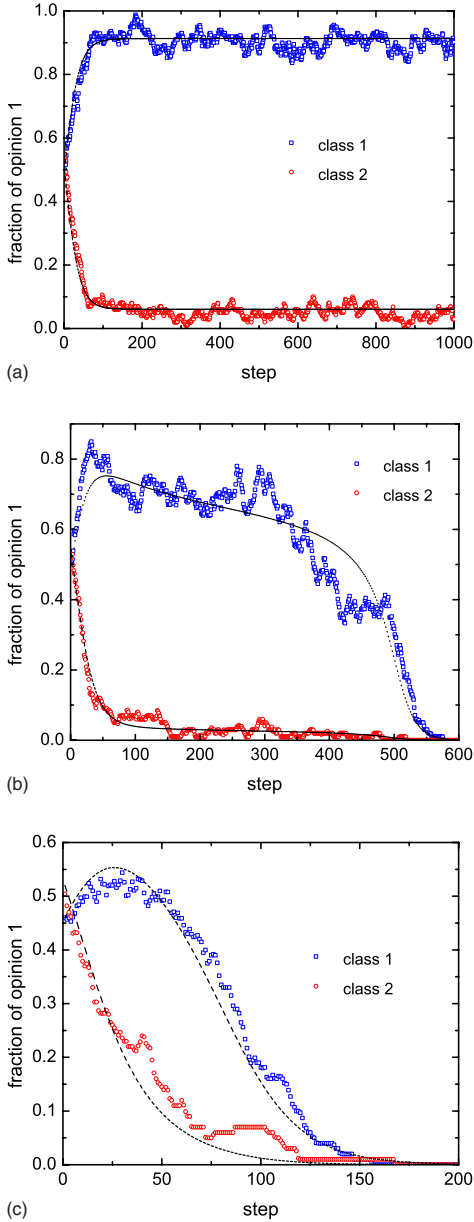 1.0
0.8
0.6
0.4
0.2
0.0
fraction of opinion 1
class 1
class 2
0 200 400 600 800 1000
(a)
step
0.8
0.6
0.4
0.2
0.0
fraction of opinion 1
class 1
class 2
0 100 200 300 400 500 600
(b)
step
0.6
0.5
0.4
0.3
0.2
0.1
0.0
fraction of opinion 1
class 1
class 2
0 50 100 150 200
(c)
step